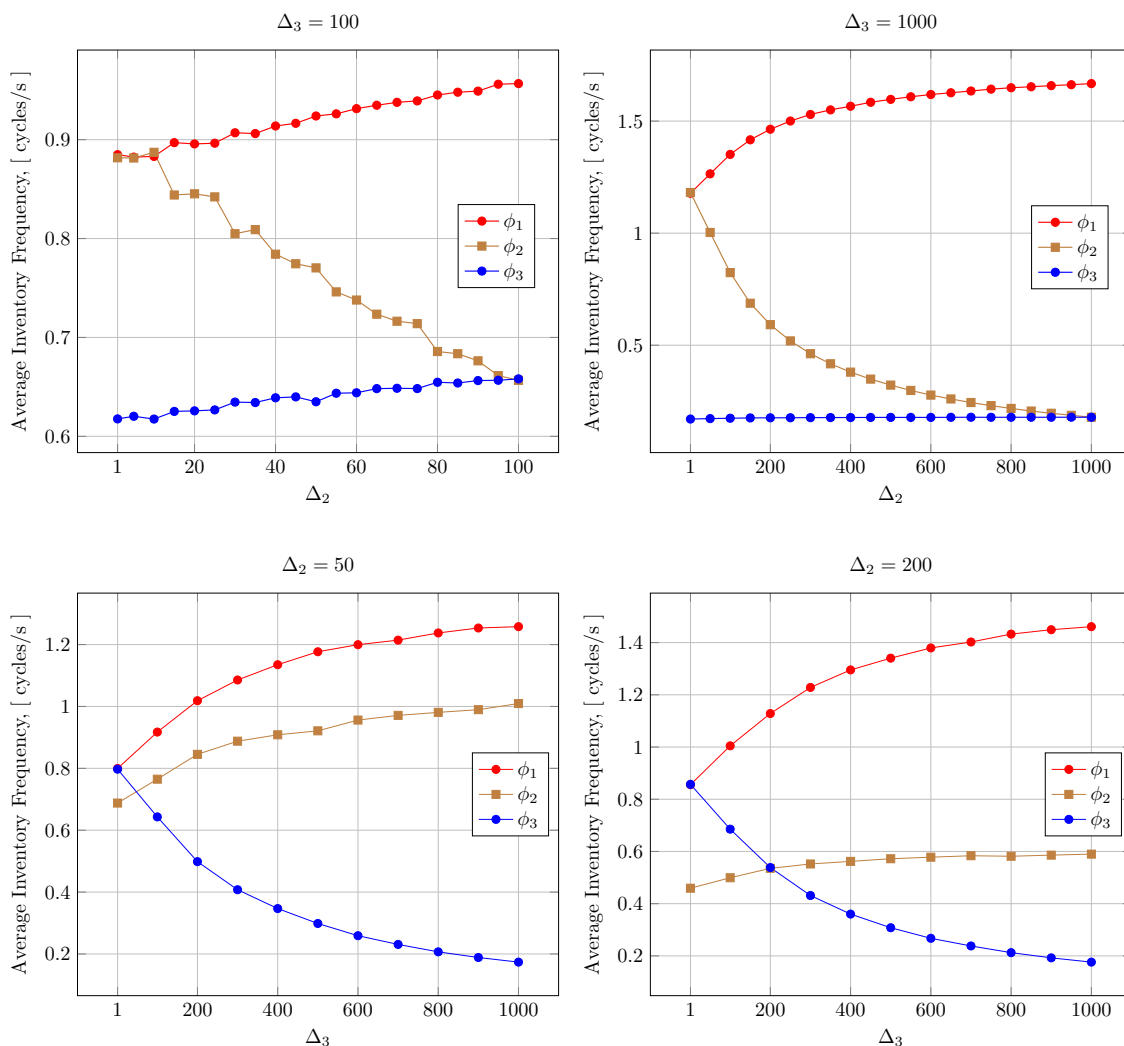 Δ₃ = 100
Average Inventory Frequency, [ cycles/s ]
0.9
0.8
0.7
0.6
ϕ₁
ϕ₂
ϕ₃
1 20 40 60 80 100
Δ₂
Δ₃ = 1000
Average Inventory Frequency, [ cycles/s ]
1.5
1
0.5
ϕ₁
ϕ₂
ϕ₃
1 200 400 600 800 1000
Δ₂
Δ₂ = 50
Average Inventory Frequency, [ cycles/s ]
1.2
1
0.8
0.6
0.4
0.2
ϕ₁
ϕ₂
ϕ₃
1 200 400 600 800 1000
Δ₃
Δ₂ = 200
Average Inventory Frequency, [ cycles/s ]
1.4
1.2
1
0.8
0.6
0.4
0.2
ϕ₁
ϕ₂
ϕ₃
1 200 400 600 800 1000
Δ₃